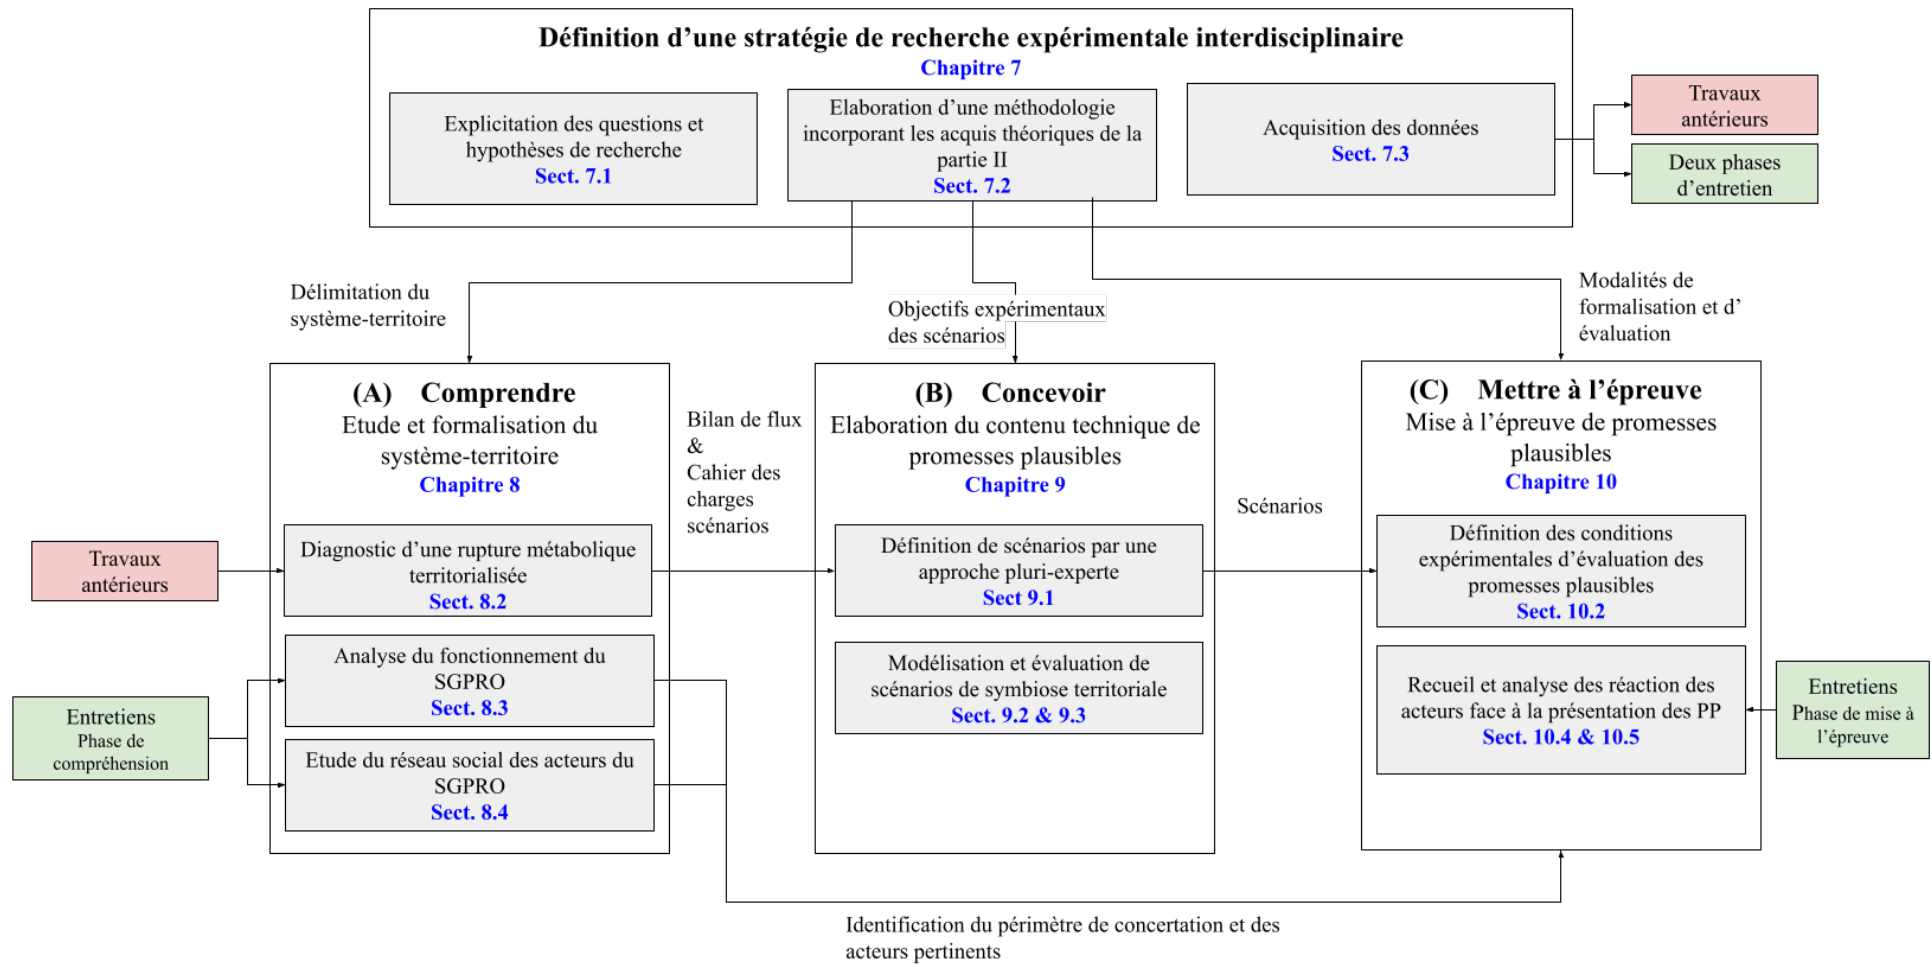 Définition d’une stratégie de recherche expérimentale interdisciplinaire
Chapitre 7
Explicitation des questions et
hypothèses de recherche
Sect. 7.1
Elaboration d’une méthodologie
incorporant les acquis théoriques de la
partie II
Sect. 7.2
Acquisition des données
Sect. 7.3
Travaux
antérieurs
Deux phases
d’entretien
Délimitation du
système-territoire
Objectifs expérimentaux
des scénarios
Modalités de
formalisation et d’
évaluation
(A) Comprendre
Etude et formalisation du
système-territoire
Chapitre 8
Travaux
antérieurs
Diagnostic d’une rupture métabolique
territorialisée
Sect. 8.2
Entretiens
Phase de
compréhension
Analyse du fonctionnement du
SGPRO
Sect. 8.3
Etude du réseau social des acteurs du
SGPRO
Sect. 8.4
Bilan de flux
&
Cahier des
charges
scénarios
(B) Concevoir
Elaboration du contenu technique de
promesses plausibles
Chapitre 9
Définition de scénarios par une
approche pluri-experte
Sect 9.1
Modélisation et évaluation de
scénarios de symbiose territoriale
Sect. 9.2 & 9.3
Scénarios
(C) Mettre à l’épreuve
Mise à l’épreuve de promesses
plausibles
Chapitre 10
Définition des conditions
expérimentales d’évaluation des
promesses plausibles
Sect. 10.2
Recueil et analyse des réaction des
acteurs face à la présentation des PP
Sect. 10.4 & 10.5
Entretiens
Phase de mise à
l’épreuve
Identification du périmètre de concertation et des
acteurs pertinents